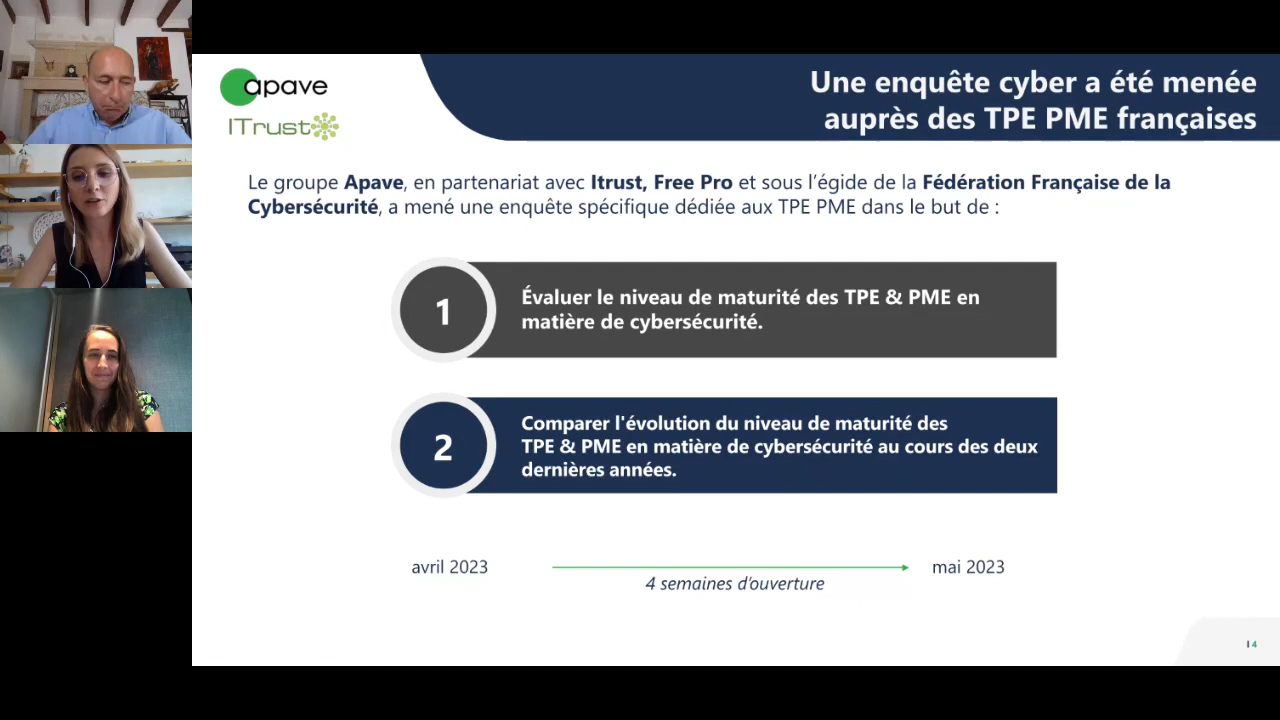 apave
ITrust
Une enquête cyber a été menée
auprès des TPE PME françaises
Le groupe Apave, en partenariat avec Itrust, Free Pro et sous l'égide de la Fédération Française de la
Cybersécurité, a mené une enquête spécifique dédiée aux TPE PME dans le but de :
1
Évaluer le niveau de maturité des TPE & PME en
matière de cybersécurité.
2
Comparer l'évolution du niveau de maturité des
TPE & PME en matière de cybersécurité au cours des deux
dernières années.
avril 2023
4 semaines d'ouverture
mai 2023
I 4